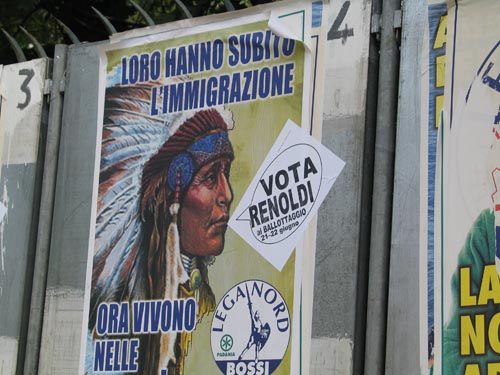 3
4
LORO HANNO SUBITO
L'IMMIGRAZIONE
VOTA
RENOLDI
al BALLOTTAGGIO
21-22 giugno
ORA VIVONO
NELLE
LEGA NORD
PADANIA
BOSSI
LA
NO